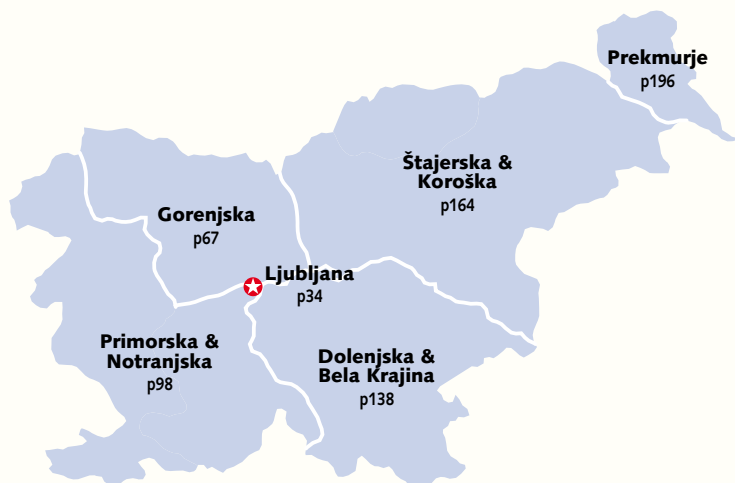 Prekmurje
p196
Štajerska &
Koroška
p164
Gorenjska
p67
Ljubljana
p34
Primorska &
Notranjska
p98
Dolenjska &
Bela Krajina
p138